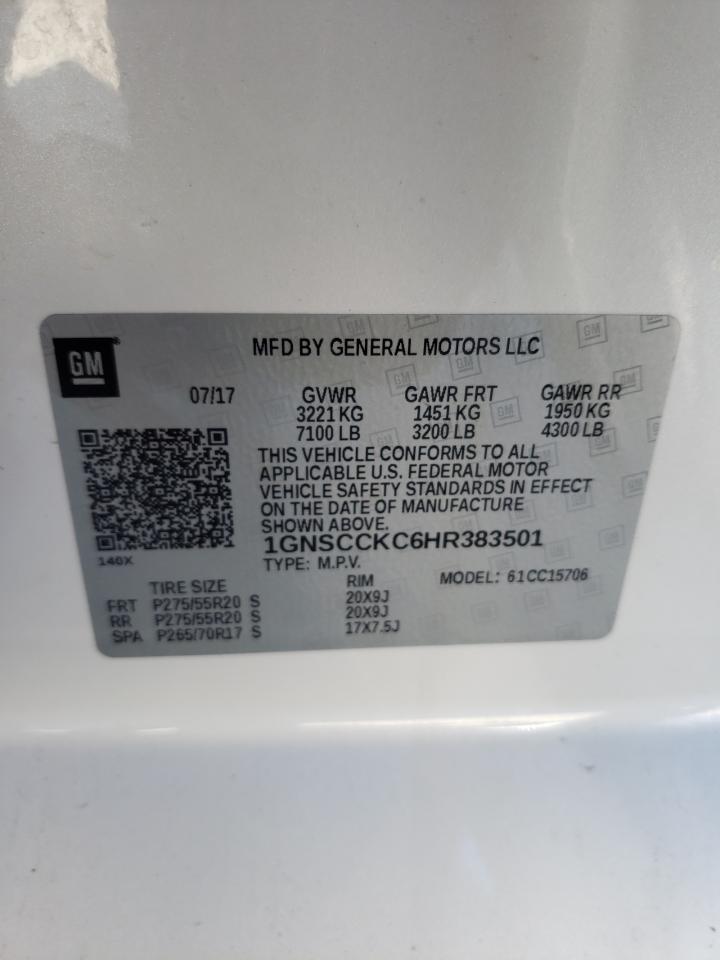 GM
MFD BY GENERAL MOTORS LLC
07/17 GVWR GAWR FRT GAWR RR
3221 KG 1451 KG 1950 KG
7100 LB 3200 LB 4300 LB
THIS VEHICLE CONFORMS TO ALL
APPLICABLE U.S. FEDERAL MOTOR
VEHICLE SAFETY STANDARDS IN EFFECT
ON THE DATE OF MANUFACTURE
SHOWN ABOVE.
1GNSCCKC6HR383501
140X
TYPE: M.P.V. MODEL: 61CC15706
TIRE SIZE RIM
FRT P275/55R20 S 20X9J
RR P275/55R20 S 20X9J
SPA P265/70R17 S 17X7.5J